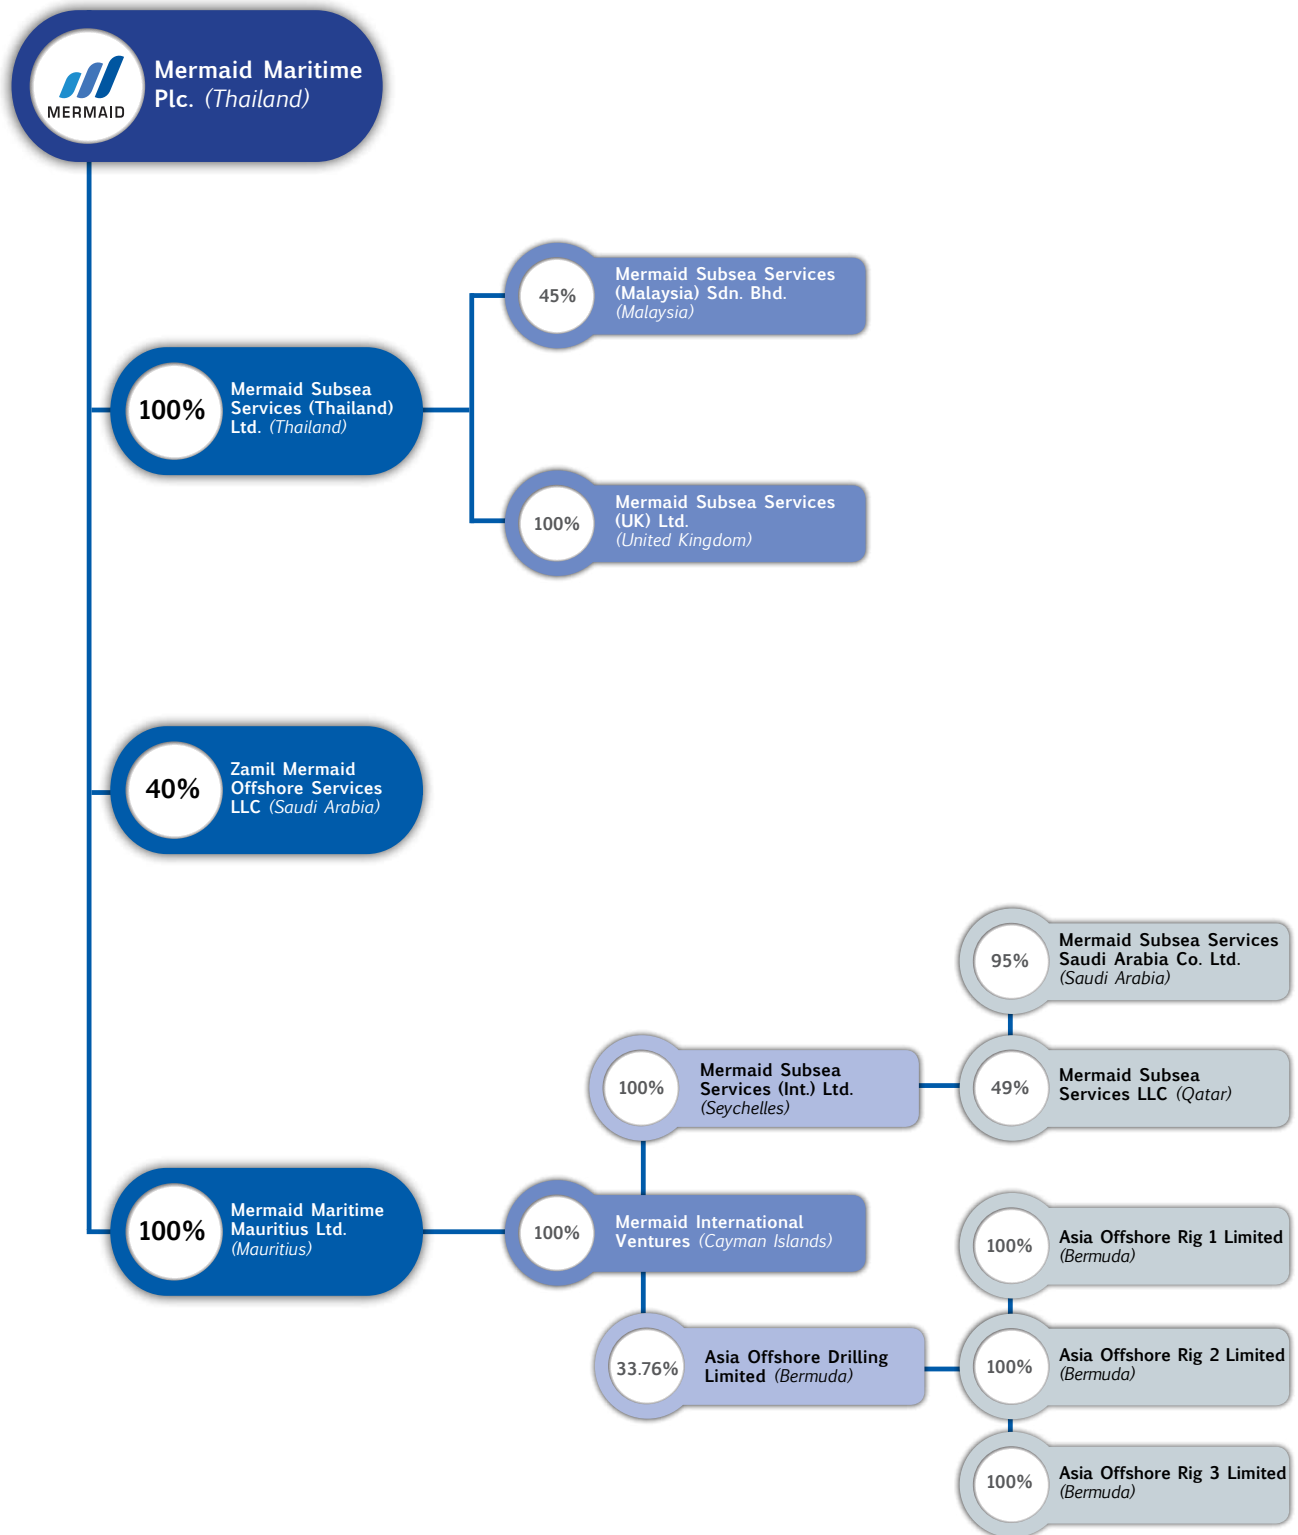 MERMAID
Mermaid Maritime
Plc. (Thailand)
45%
Mermaid Subsea Services
(Malaysia) Sdn. Bhd.
(Malaysia)
100%
Mermaid Subsea
Services (Thailand)
Ltd. (Thailand)
100%
Mermaid Subsea Services
(UK) Ltd.
(United Kingdom)
40%
Zamil Mermaid
Offshore Services
LLC (Saudi Arabia)
95%
Mermaid Subsea Services
Saudi Arabia Co. Ltd.
(Saudi Arabia)
100%
Mermaid Subsea
Services (Int.) Ltd.
(Seychelles)
49%
Mermaid Subsea
Services LLC (Qatar)
100%
Mermaid Maritime
Mauritius Ltd.
(Mauritius)
100%
Mermaid International
Ventures (Cayman Islands)
100%
Asia Offshore Rig 1 Limited
(Bermuda)
33.76%
Asia Offshore Drilling
Limited (Bermuda)
100%
Asia Offshore Rig 2 Limited
(Bermuda)
100%
Asia Offshore Rig 3 Limited
(Bermuda)